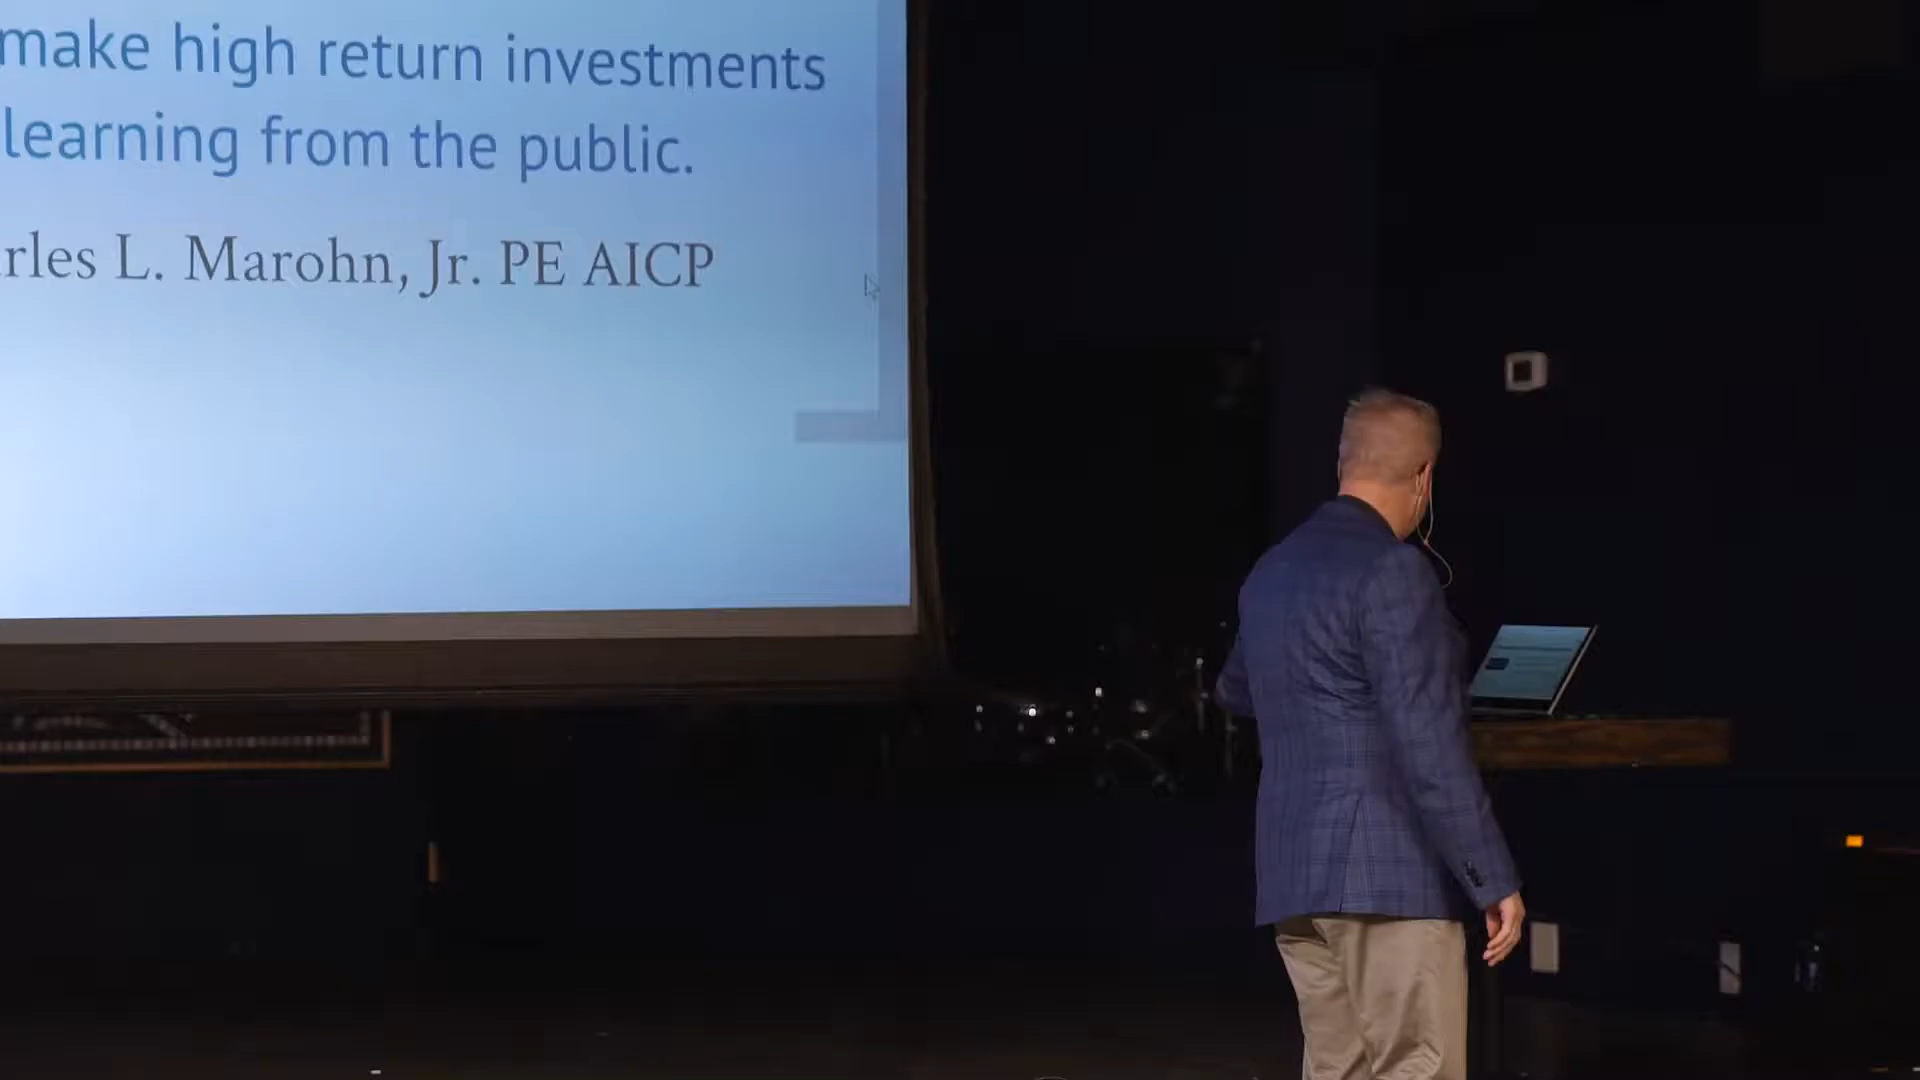 make high return investments
learning from the public.
rles L. Marohn, Jr. PE AICP